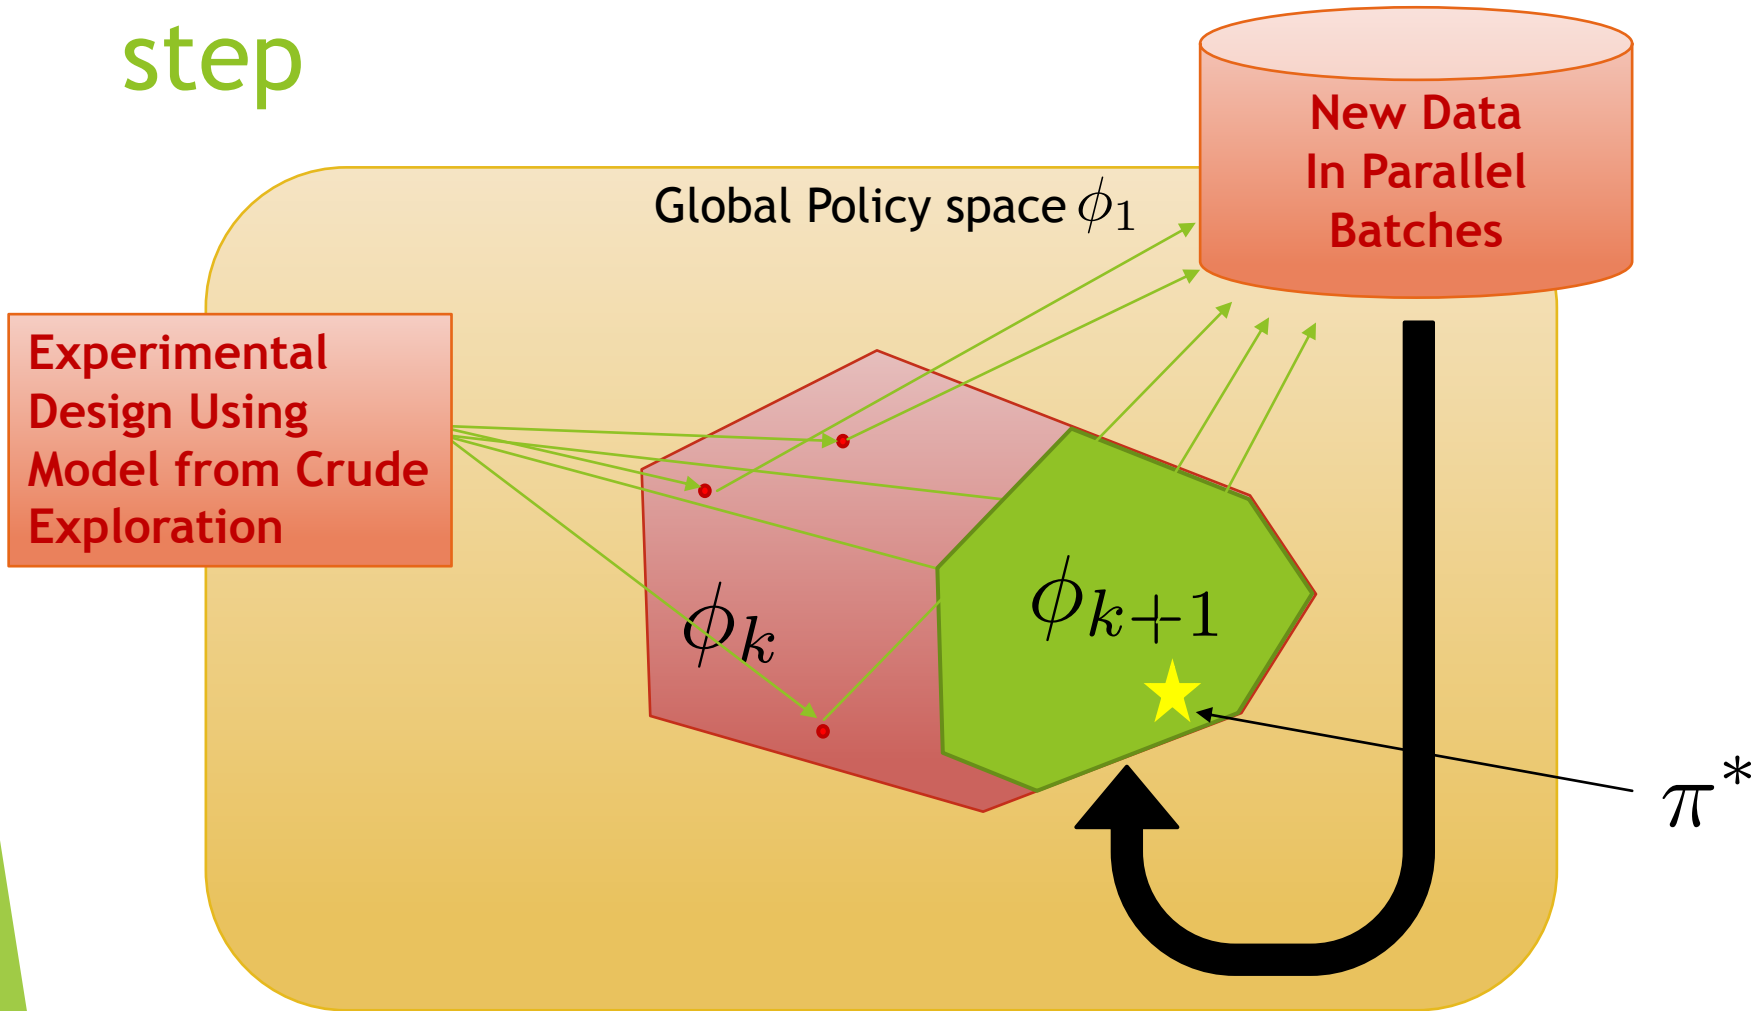 step
New Data
In Parallel
Batches
Global Policy space ϕ₁
Experimental
Design Using
Model from Crude
Exploration
ϕₖ
ϕₖ₊₁
π*